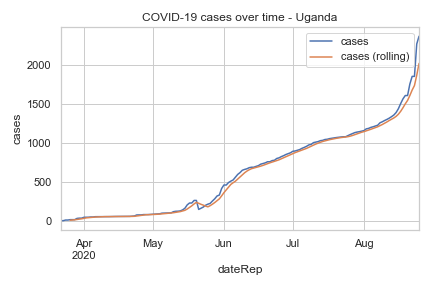 COVID-19 cases over time - Uganda
cases
cases (rolling)
cases
2000
1500
1000
500
0
Apr
2020
May
Jun
Jul
Aug
dateRep